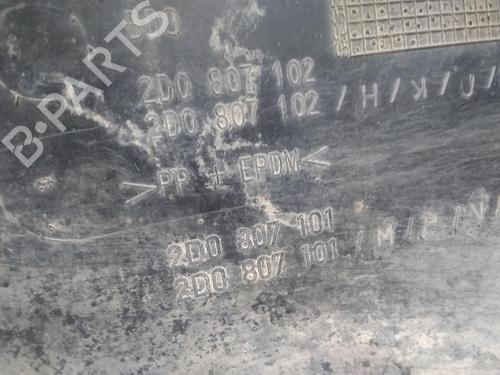 2D0 807 102
2D0 807 102 /H/K/U/
>PP + EPDM<
2D0 807 101
2D0 807 101 /M/
B-PARTS